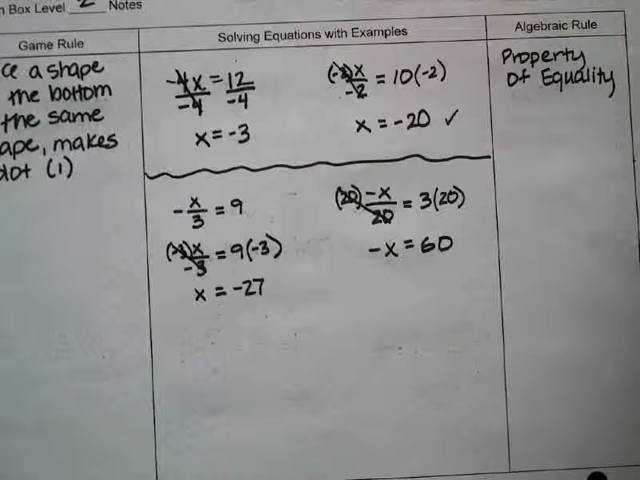 n Box Level 2 Notes
Game Rule
Solving Equations with Examples
Algebraic Rule
ce a shape
the bottom
the same
ape, makes
dot (1)
-4x/-4 = 12/-4
x = -3
(-2)x/-2 = 10(-2)
x = -20 ✓
-x/3 = 9
(-3)x/-3 = 9(-3)
x = -27
(20)-x/20 = 3(20)
-x = 60
Property
of Equality